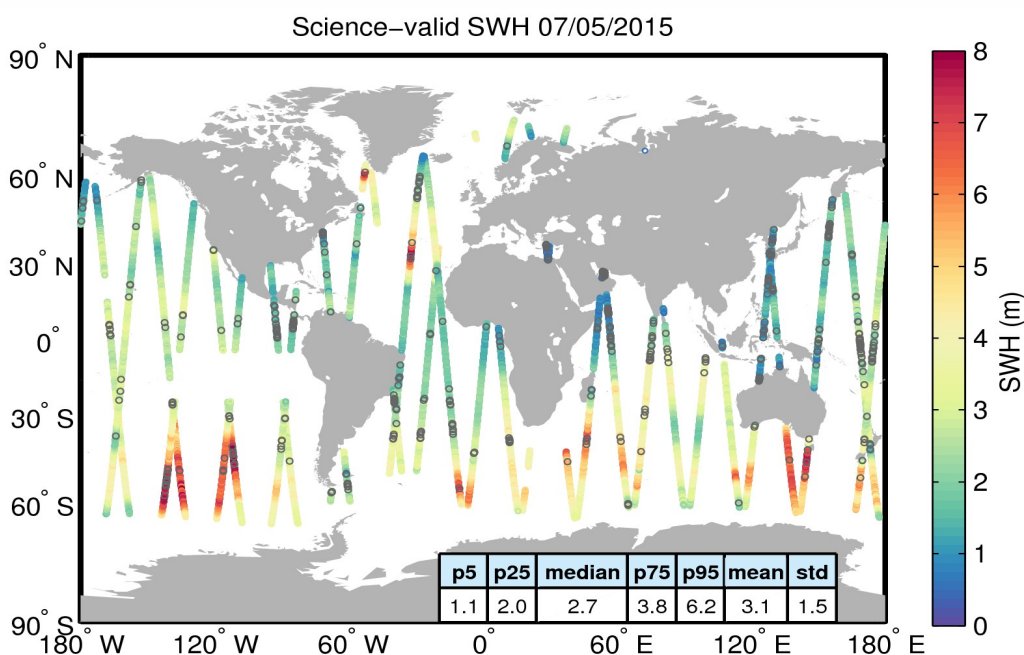 Science−valid SWH 07/05/2015
90° N
60° N
30° N
0°
30° S
60° S
90° S
180° W
120° W
60° W
0°
60° E
120° E
180° E
p5 p25 median p75 p95 mean std
1.1 2.0 2.7 3.8 6.2 3.1 1.5
8
7
6
5
4
3
2
1
0
SWH (m)